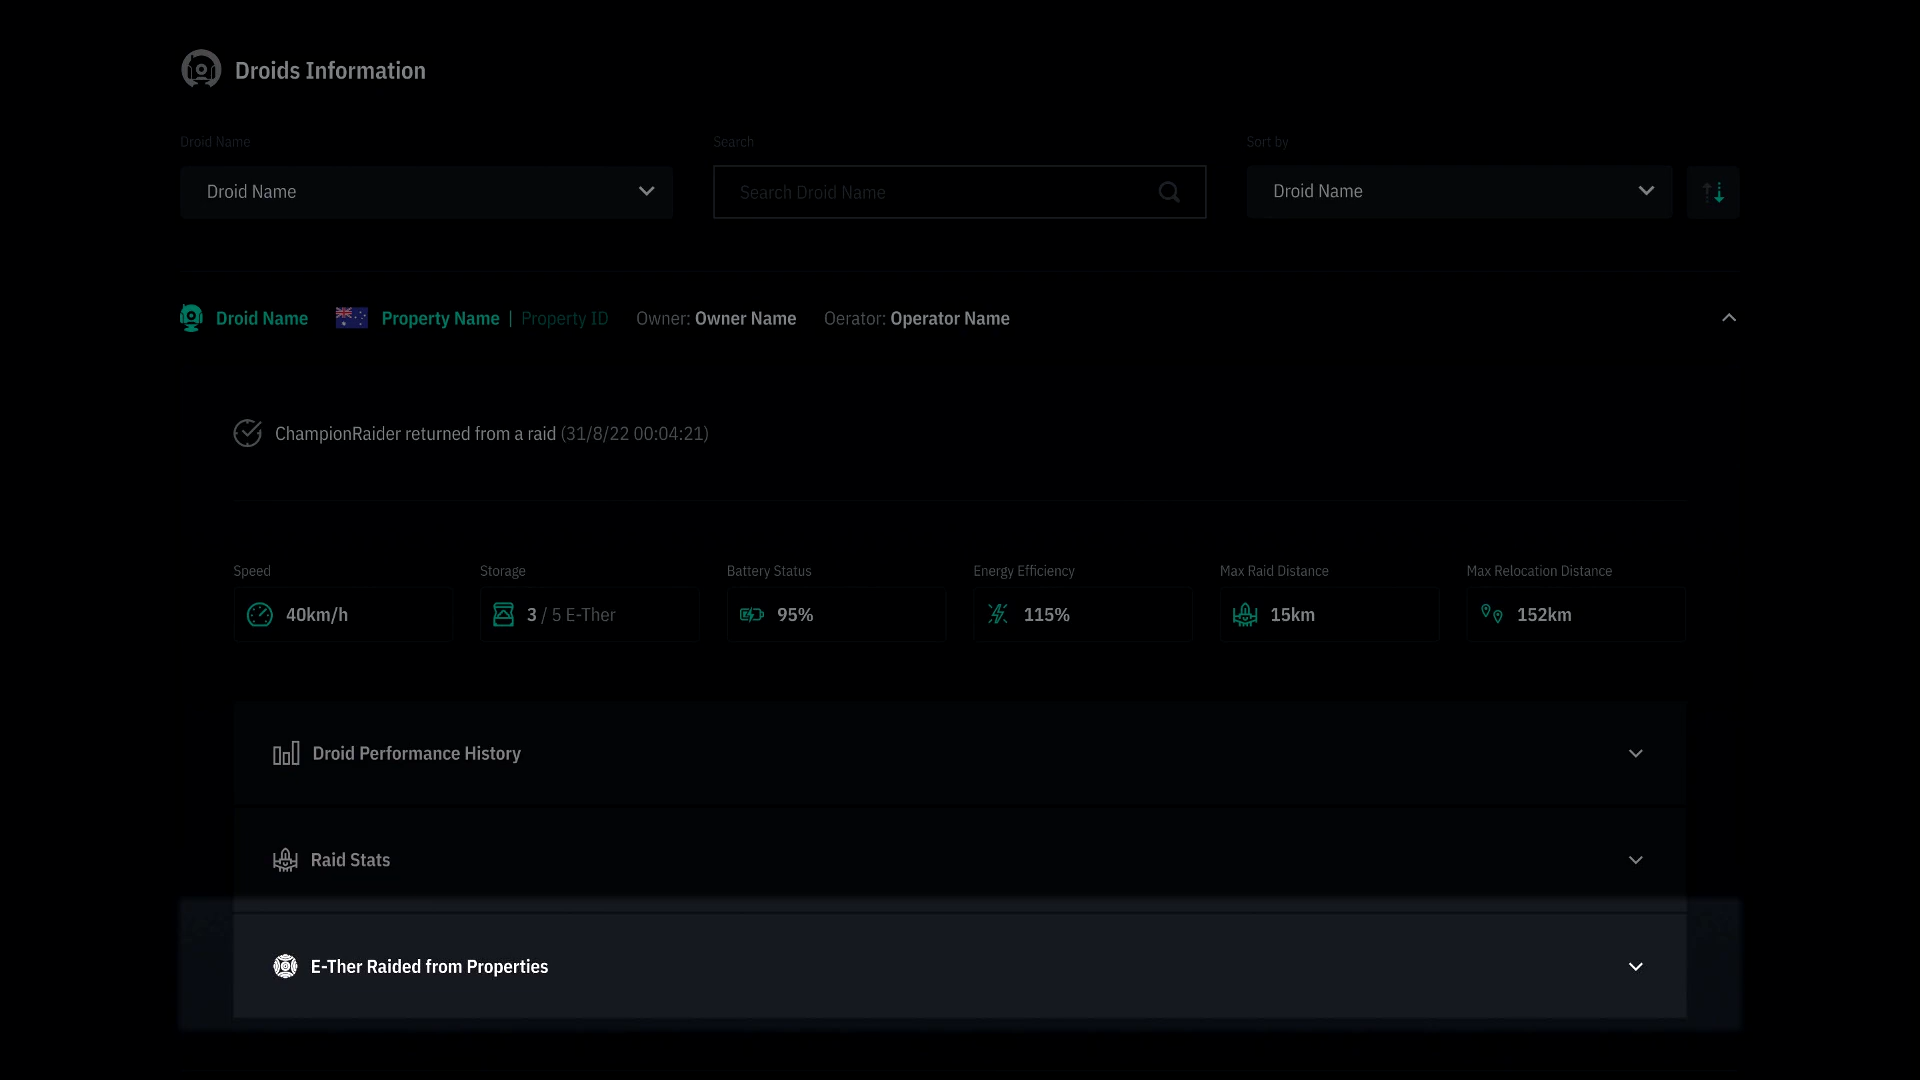 Droids Information
Droid Name
Search
Sort by
Droid Name
Search Droid Name
Droid Name
Droid Name
Property Name | Property ID
Owner: Owner Name
Oerator: Operator Name
ChampionRaider returned from a raid (31/8/22 00:04:21)
Speed
Storage
Battery Status
Energy Efficiency
Max Raid Distance
Max Relocation Distance
40km/h
3 / 5 E-Ther
95%
115%
15km
152km
Droid Performance History
Raid Stats
E-Ther Raided from Properties